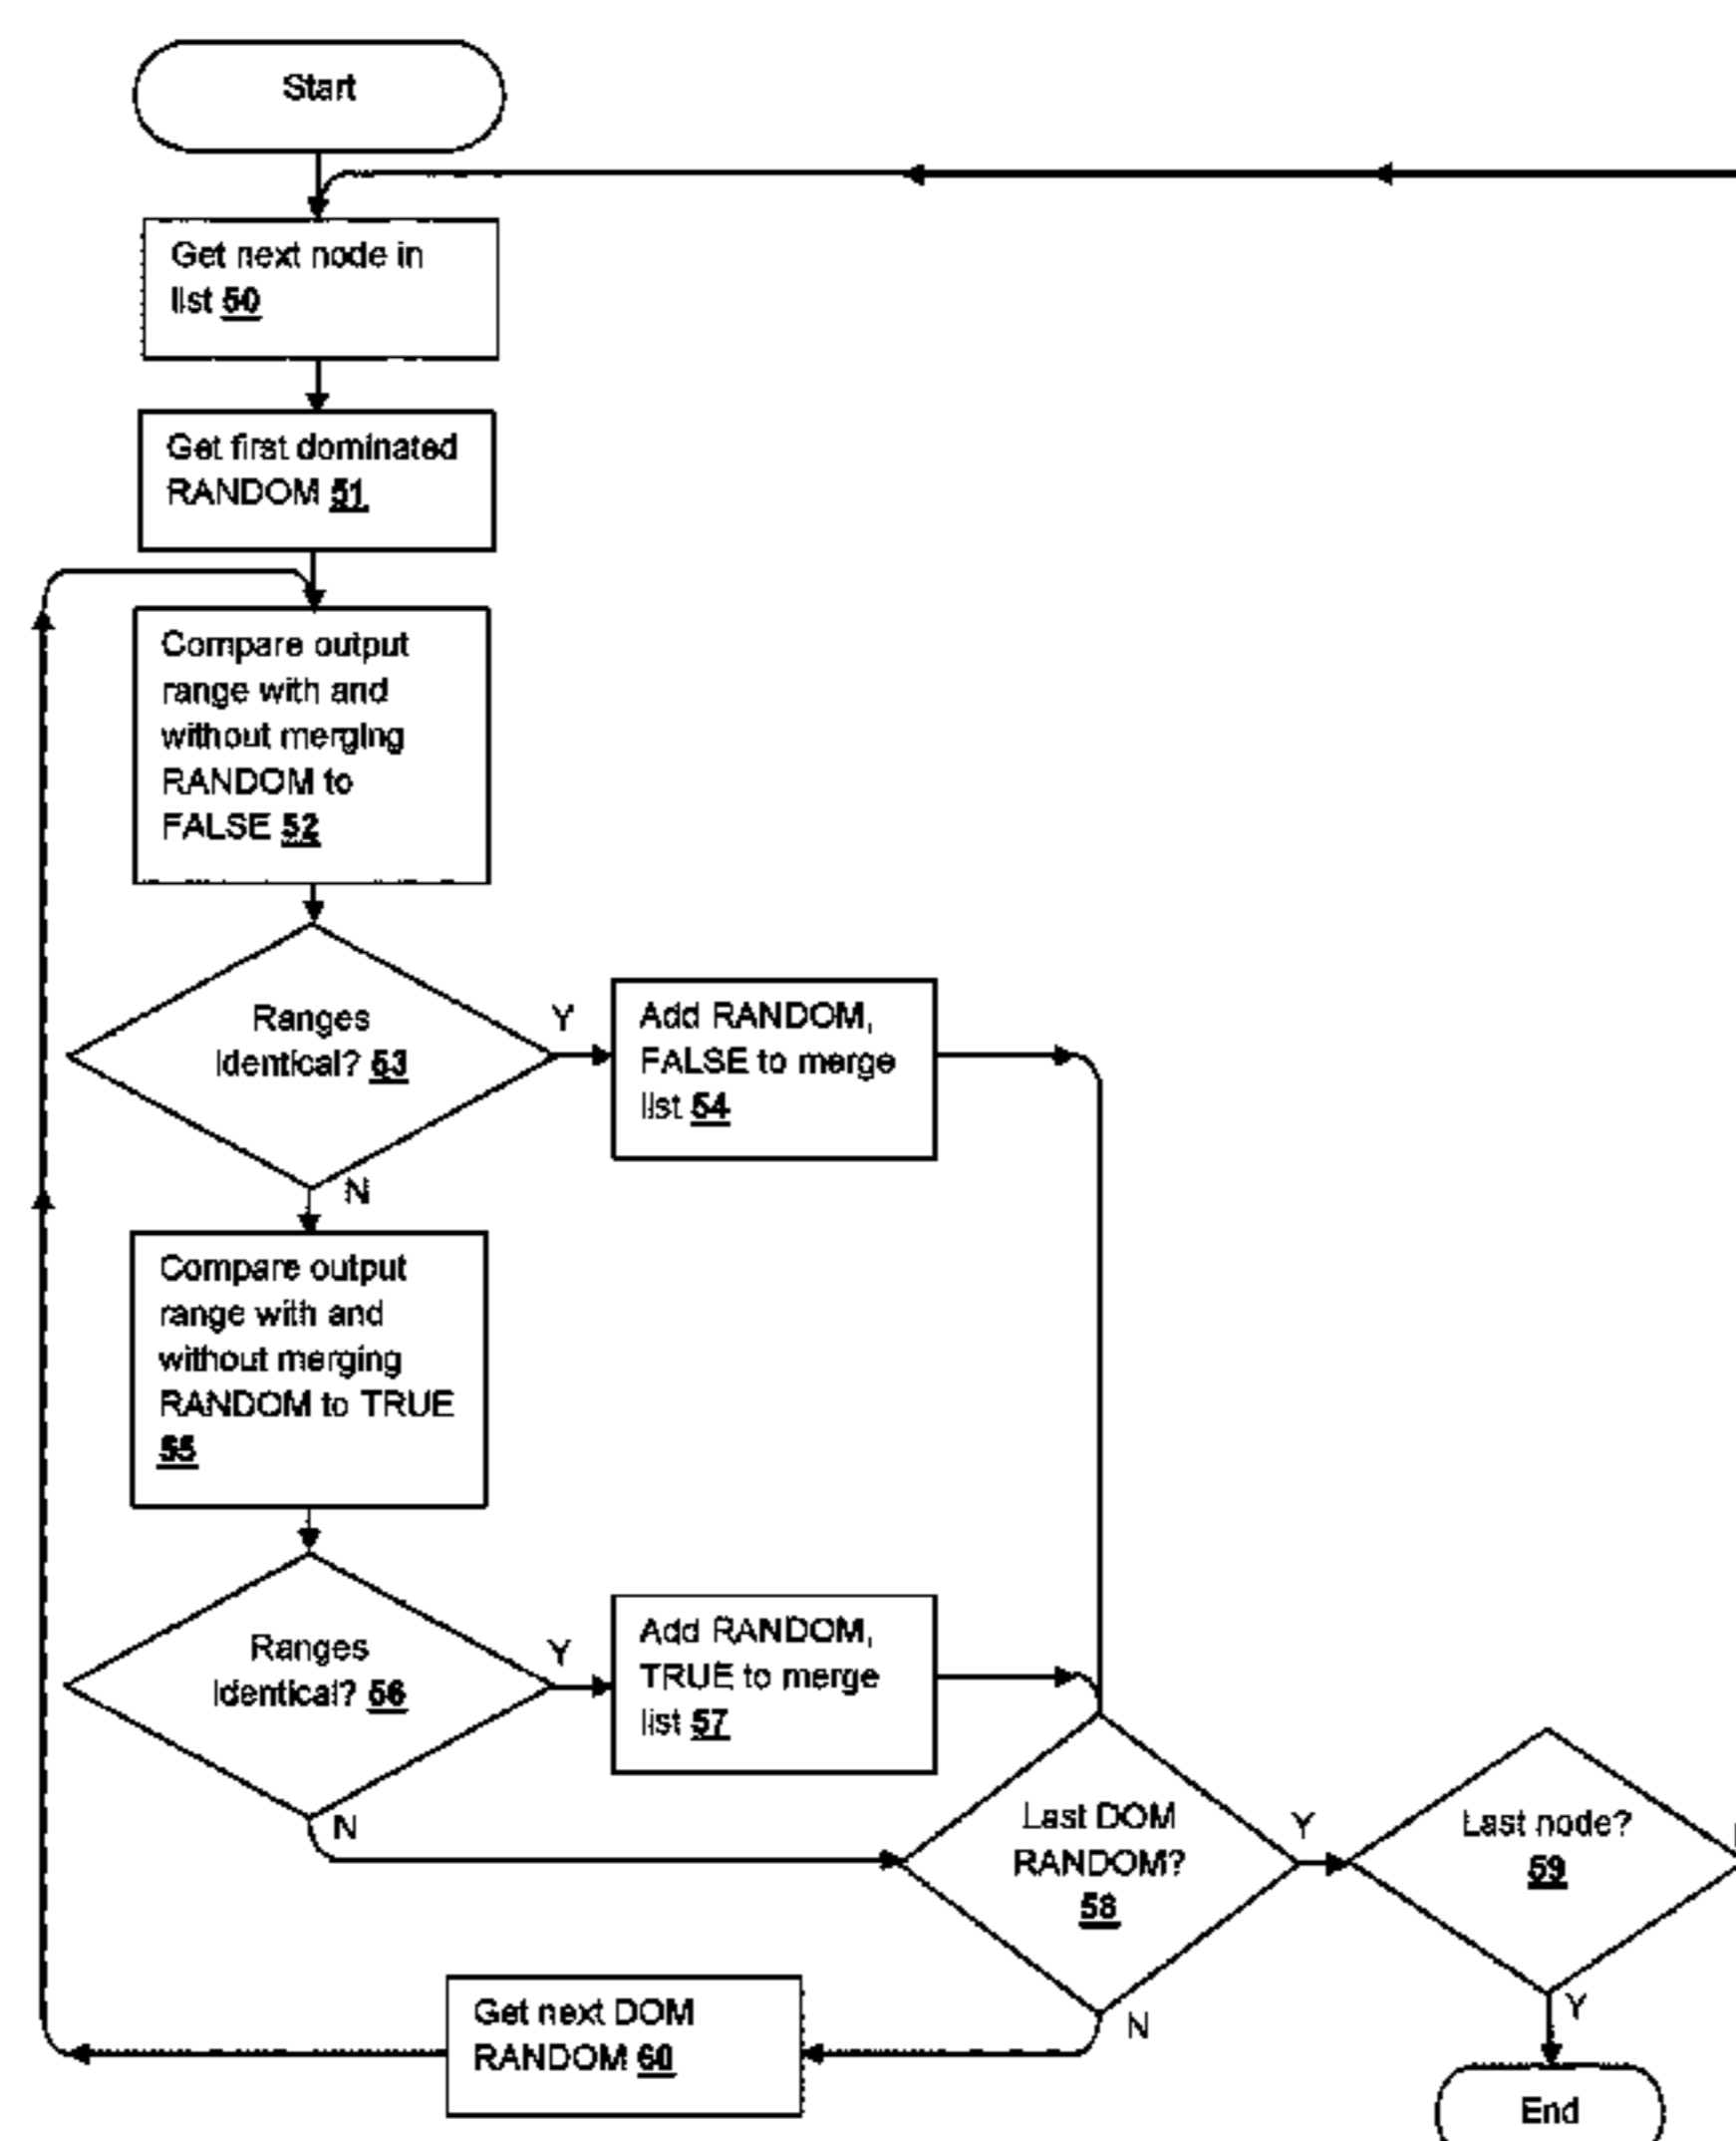 Start
Get next node in
list 50
Get first dominated
RANDOM 51
Compare output
range with and
without merging
RANDOM to
FALSE 52
Ranges
Identical? 53
Y
Add RANDOM,
FALSE to merge
list 54
N
Compare output
range with and
without merging
RANDOM to TRUE
55
Ranges
Identical? 56
Y
Add RANDOM,
TRUE to merge
list 57
N
Last DOM
RANDOM?
58
Y
Last node?
59
N
Y
Get next DOM
RANDOM 60
End